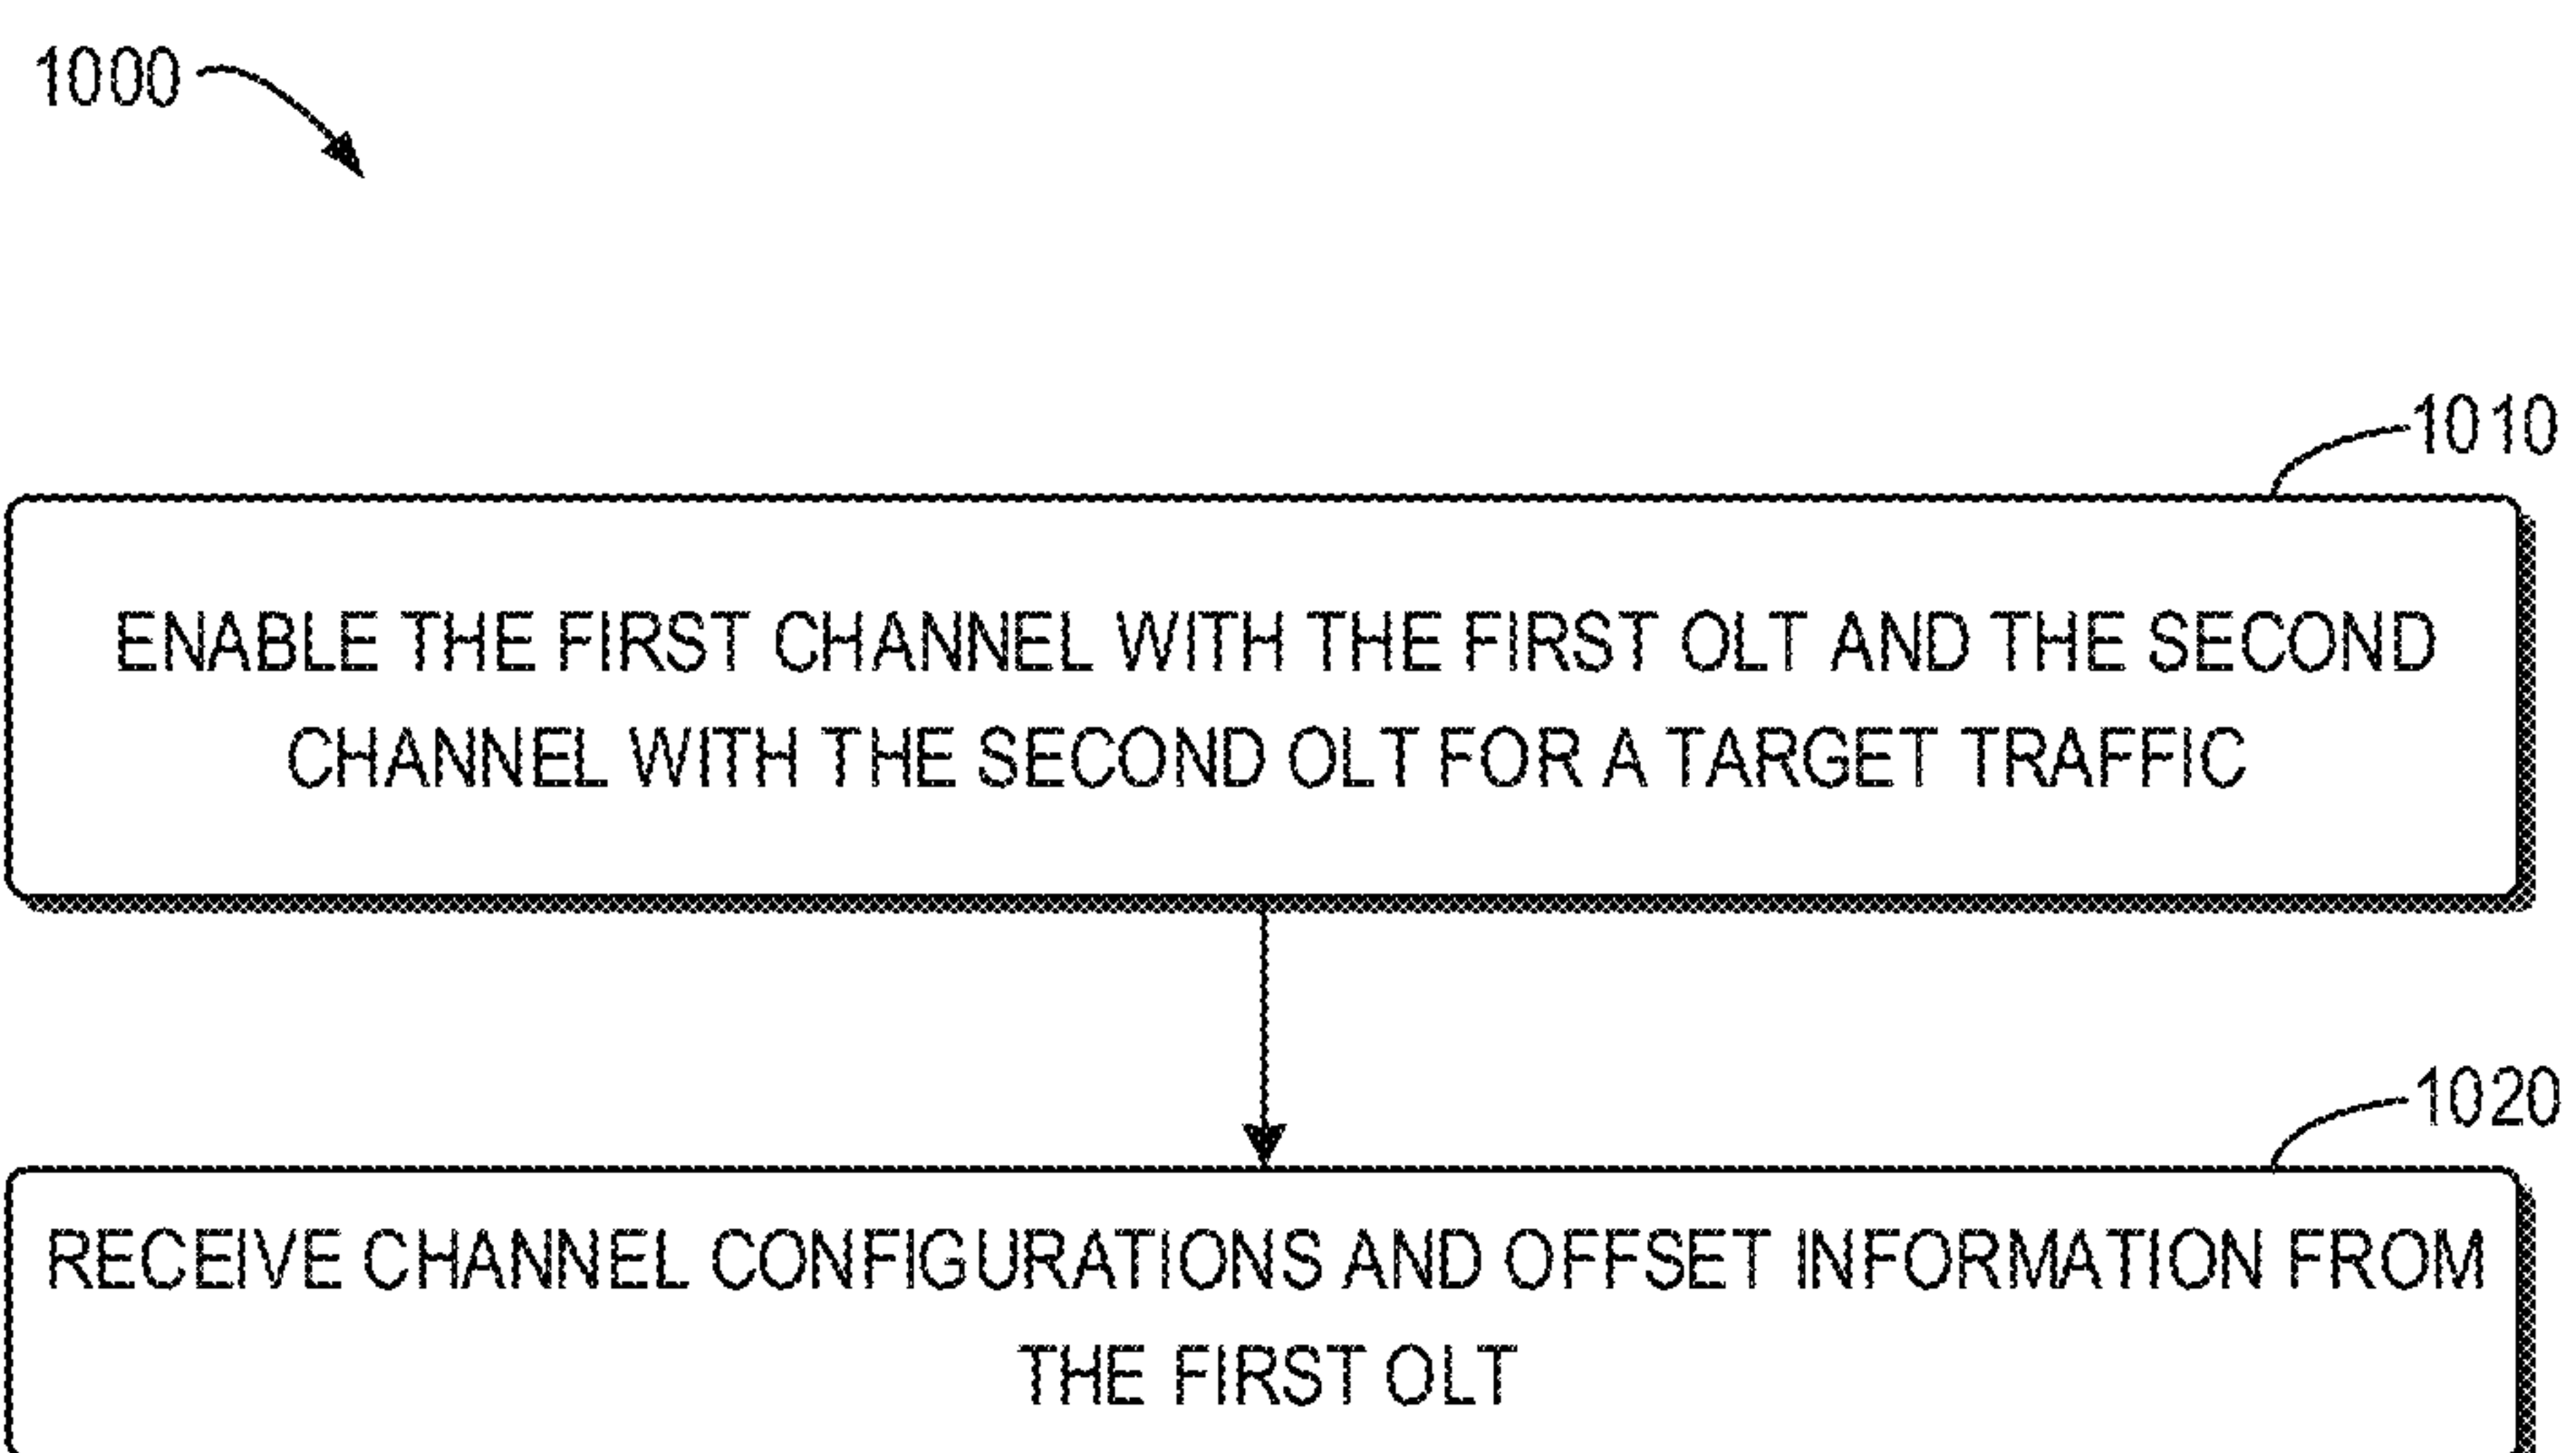 1000
1010
ENABLE THE FIRST CHANNEL WITH THE FIRST OLT AND THE SECOND
CHANNEL WITH THE SECOND OLT FOR A TARGET TRAFFIC
1020
RECEIVE CHANNEL CONFIGURATIONS AND OFFSET INFORMATION FROM
THE FIRST OLT